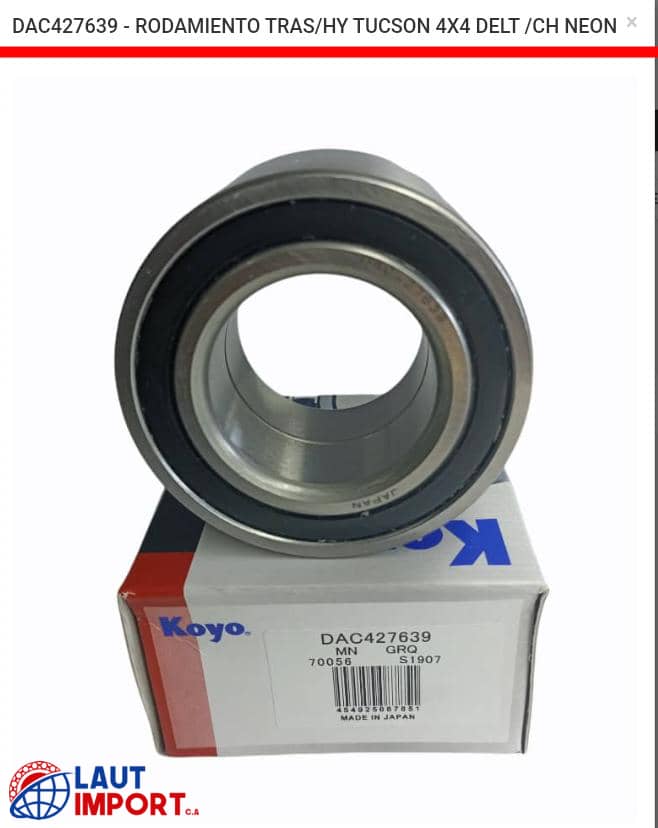 DAC427639 - RODAMIENTO TRAS/HY TUCSON 4X4 DELT /CH NEON ×
JAPAN
Koyo
Koyo®
DAC427639
MN GRQ
70056 S1907
MADE IN JAPAN
LAUT
IMPORT C.A